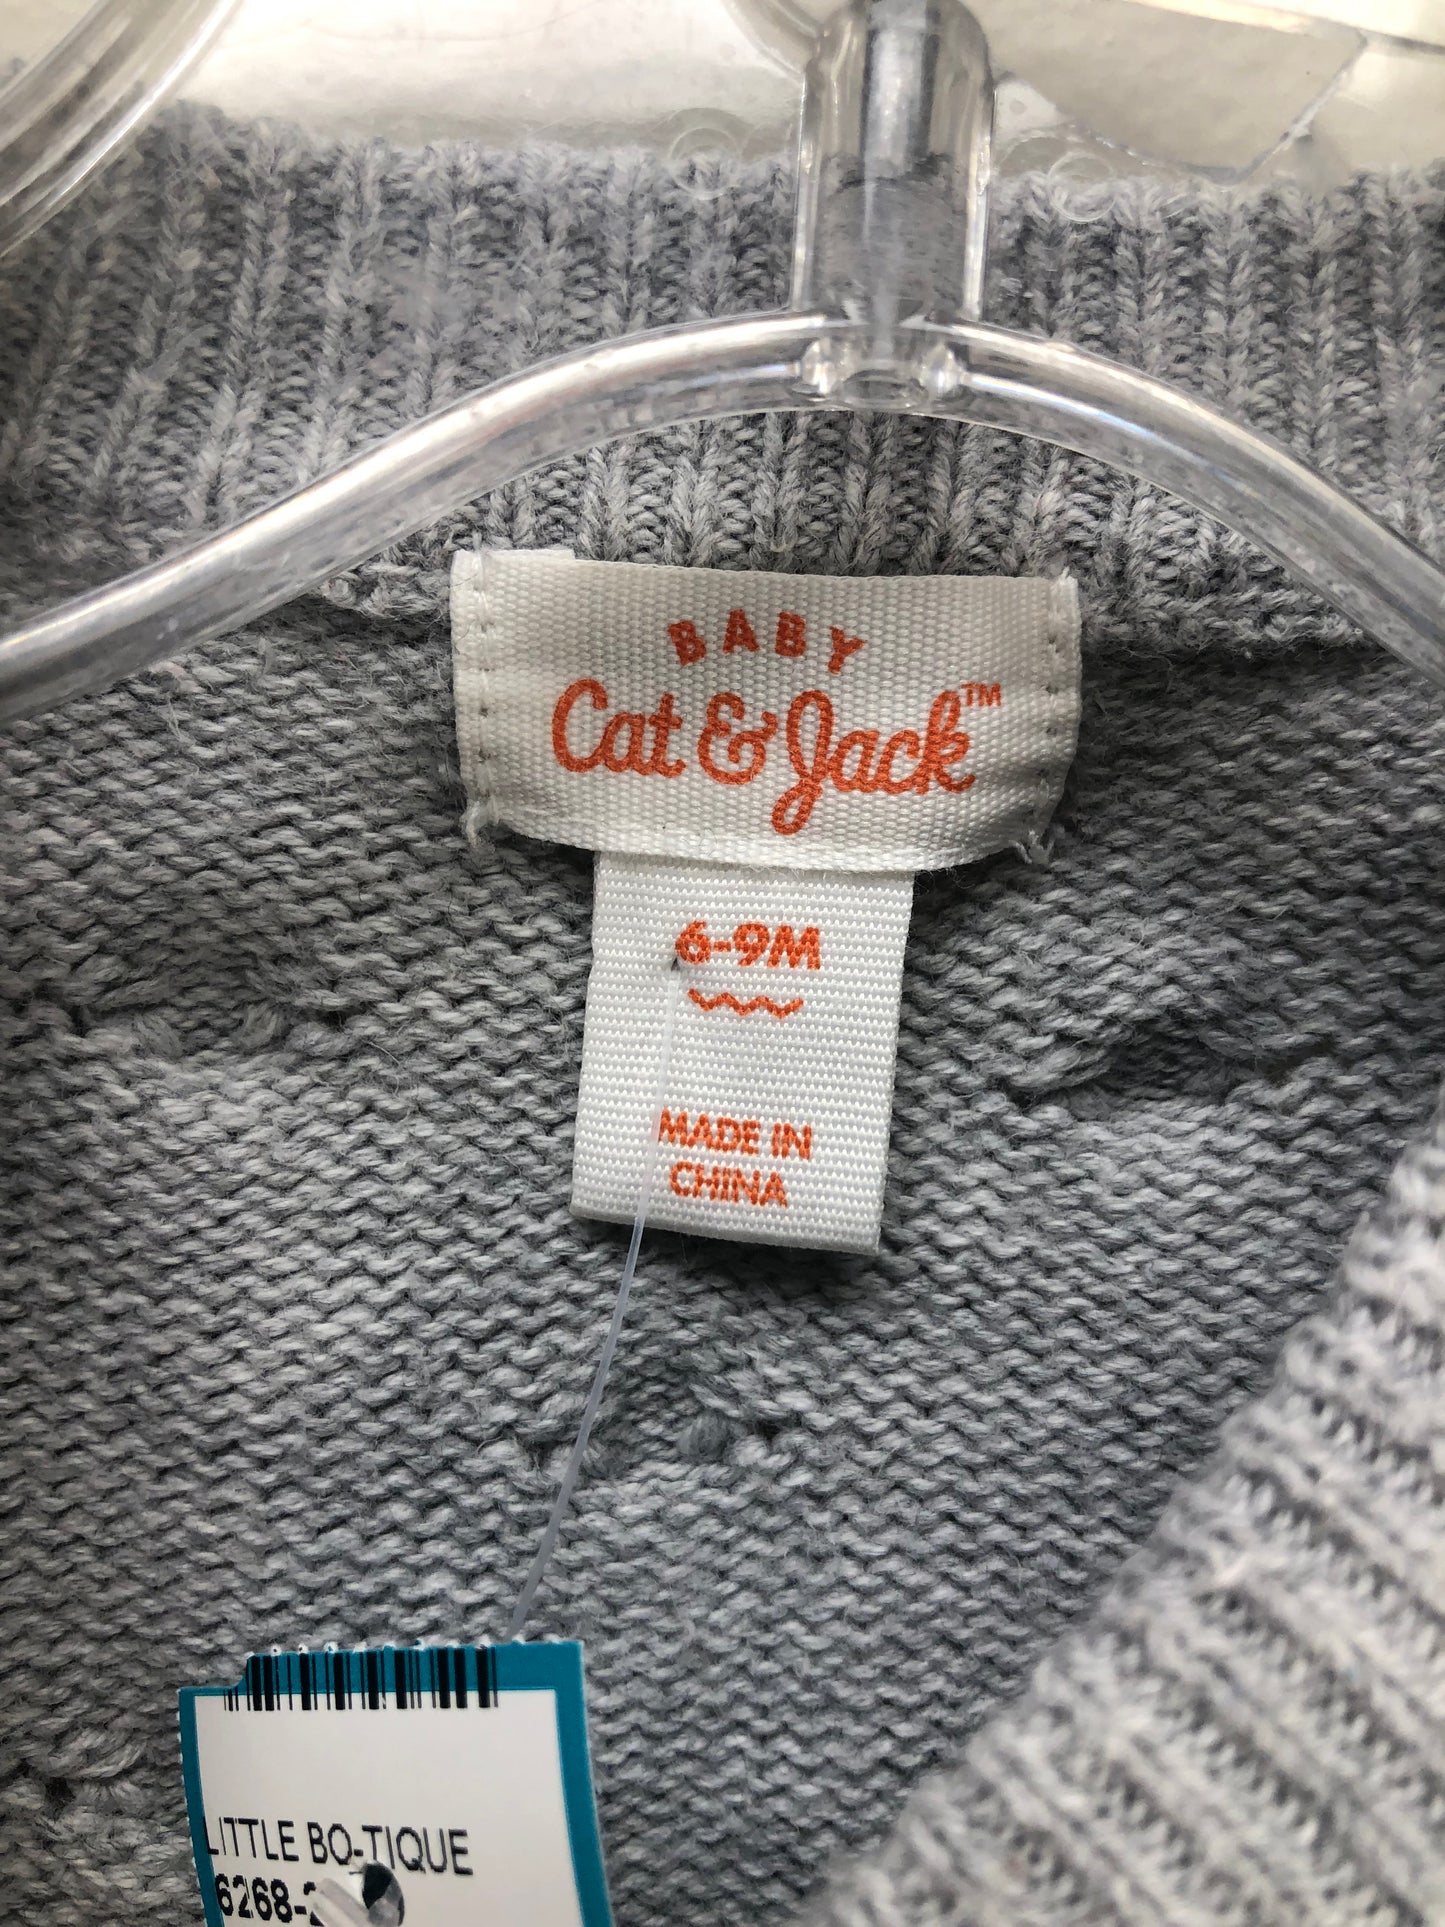 BABY
Cat & Jack™
6-9M
MADE IN
CHINA
LITTLE BO-TIQUE